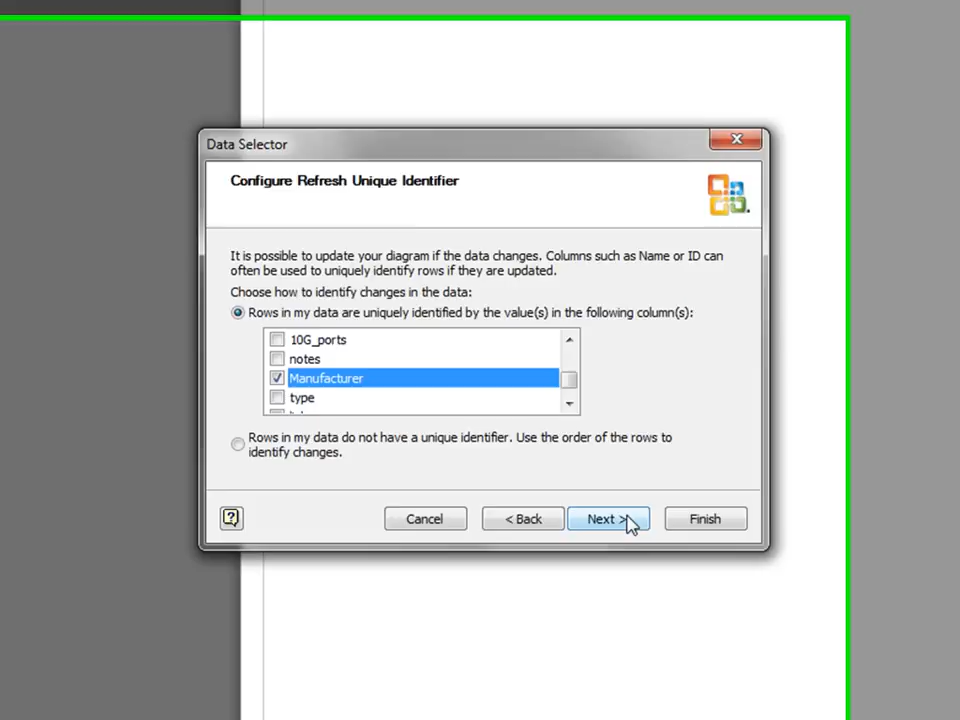 Data Selector
Configure Refresh Unique Identifier
It is possible to update your diagram if the data changes. Columns such as Name or ID can
often be used to uniquely identify rows if they are updated.
Choose how to identify changes in the data:
Rows in my data are uniquely identified by the value(s) in the following column(s):
10G_ports
notes
Manufacturer
type
Rows in my data do not have a unique identifier. Use the order of the rows to
identify changes.
Cancel
< Back
Next >
Finish